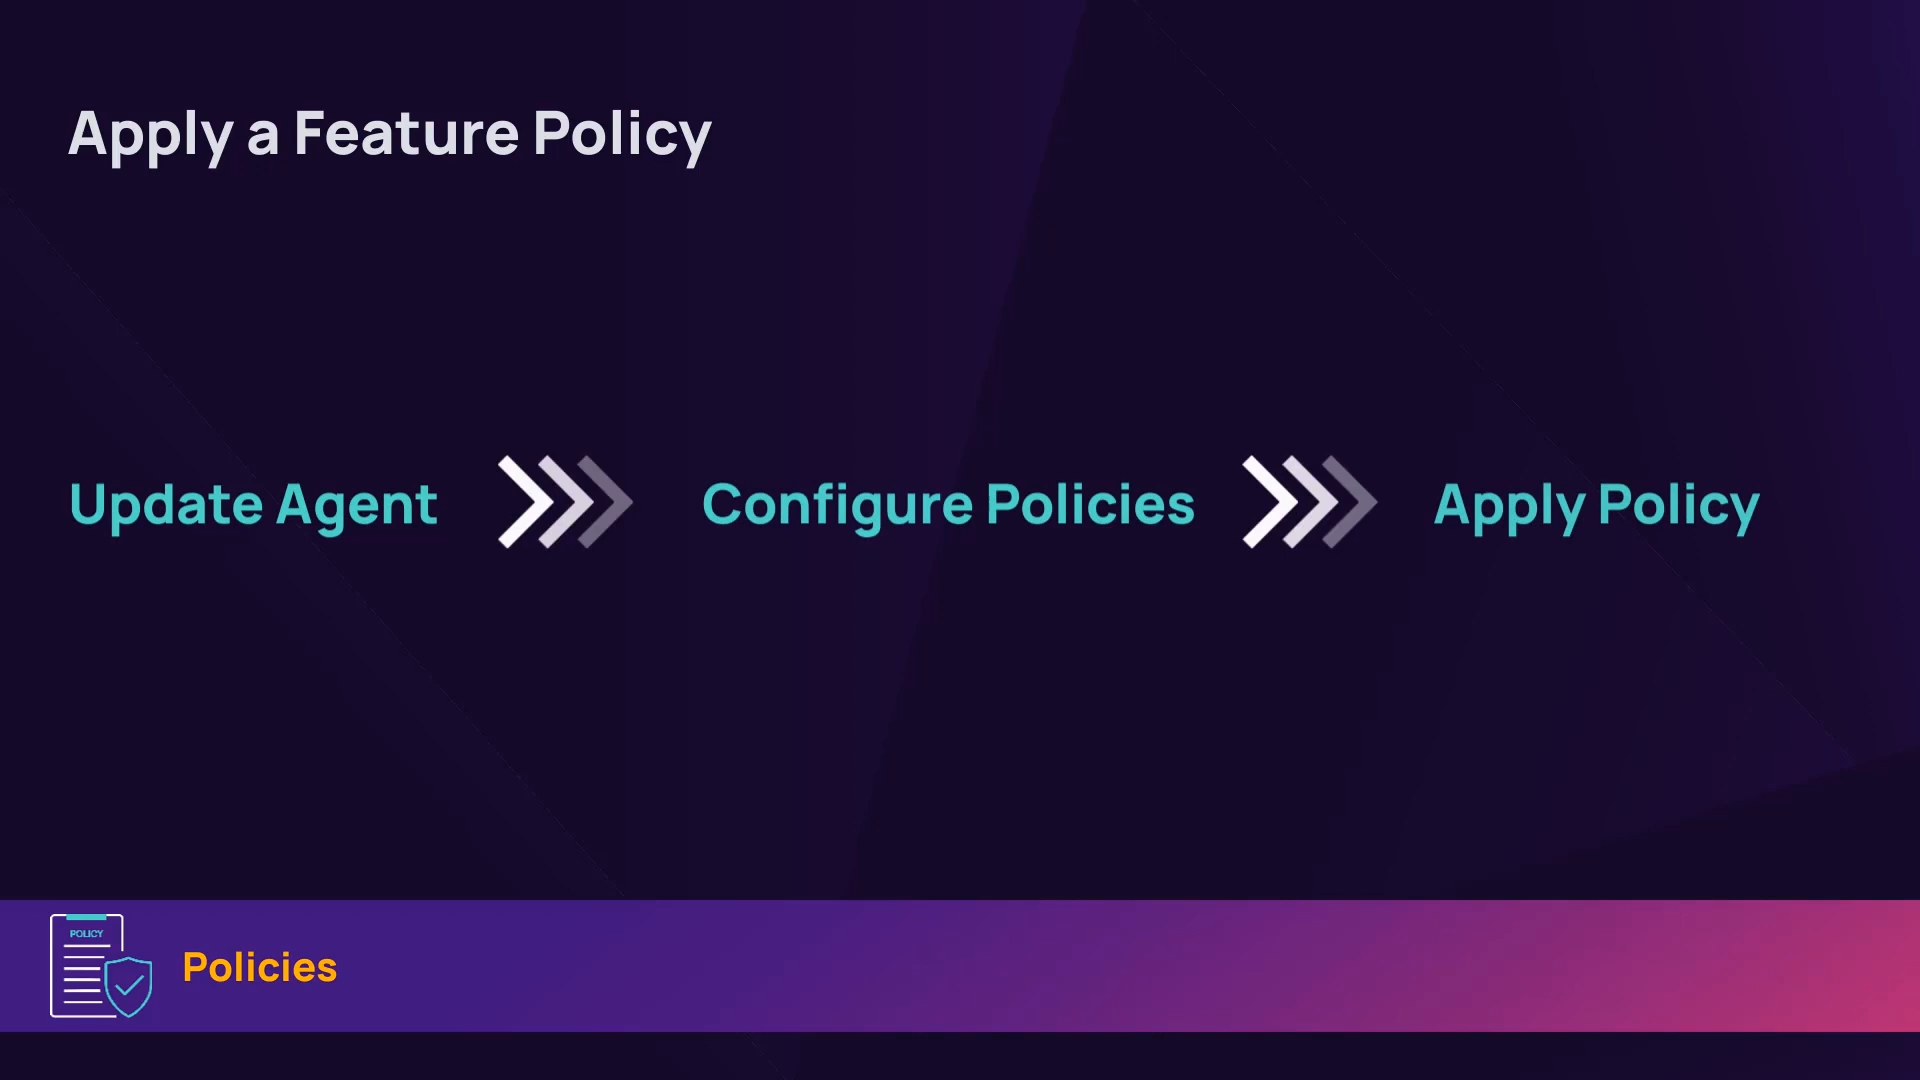 Apply a Feature Policy
Update Agent
Configure Policies
Apply Policy
POLICY
Policies